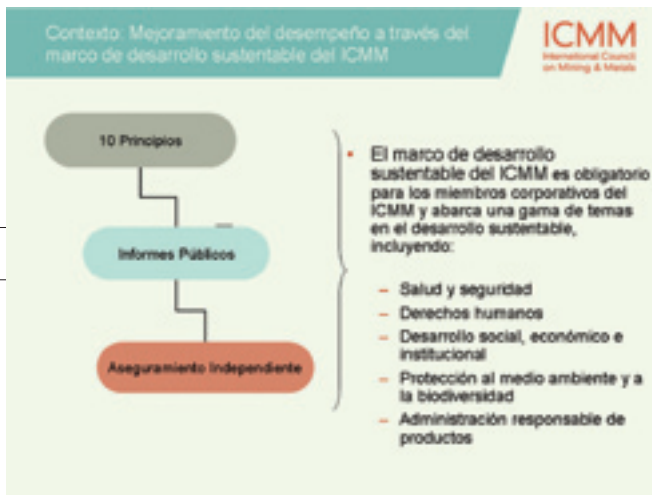 Contexto: Mejoramiento del desempeño a través del
marco de desarrollo sustentable del ICMM
ICMM
International Council
on Mining & Metals
10 Principios
Informes Públicos
Aseguramiento Independiente
• El marco de desarrollo
sustentable del ICMM es obligatorio
para los miembros corporativos del
ICMM y abarca una gama de temas
en el desarrollo sustentable,
incluyendo:
– Salud y seguridad
– Derechos humanos
– Desarrollo social, económico e
institucional
– Protección al medio ambiente y a
la biodiversidad
– Administración responsable de
productos